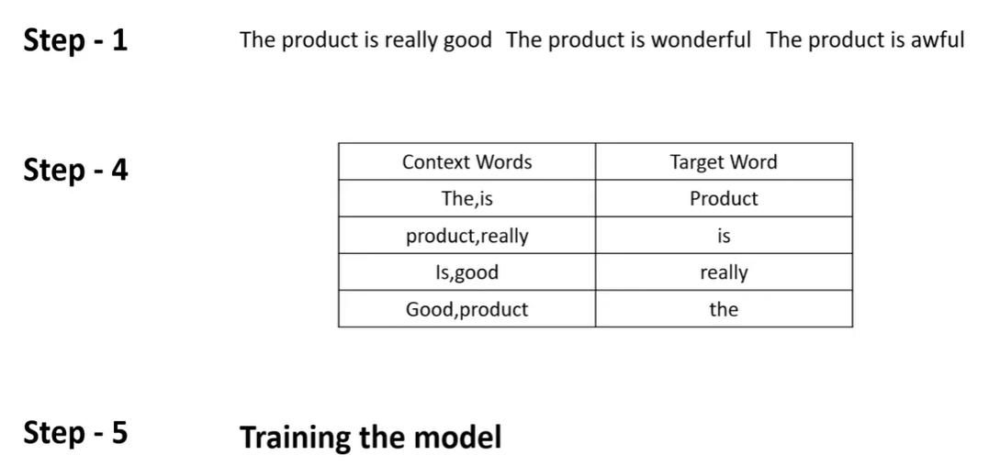 Step - 1
The product is really good The product is wonderful The product is awful
Step - 4
Context Words Target Word
The,is Product
product,really is
Is,good really
Good,product the
Step - 5
Training the model